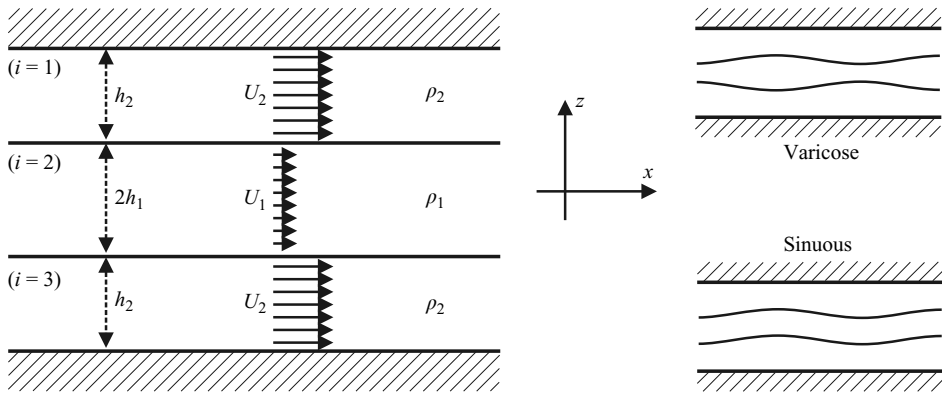 (i = 1)
h2
U2
ρ2
(i = 2)
2h1
U1
ρ1
(i = 3)
h2
U2
ρ2
z
x
Varicose
Sinuous